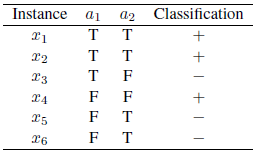 Instance a1 a2 Classification
x1 T T +
x2 T T +
x3 T F −
x4 F F +
x5 F T −
x6 F T −